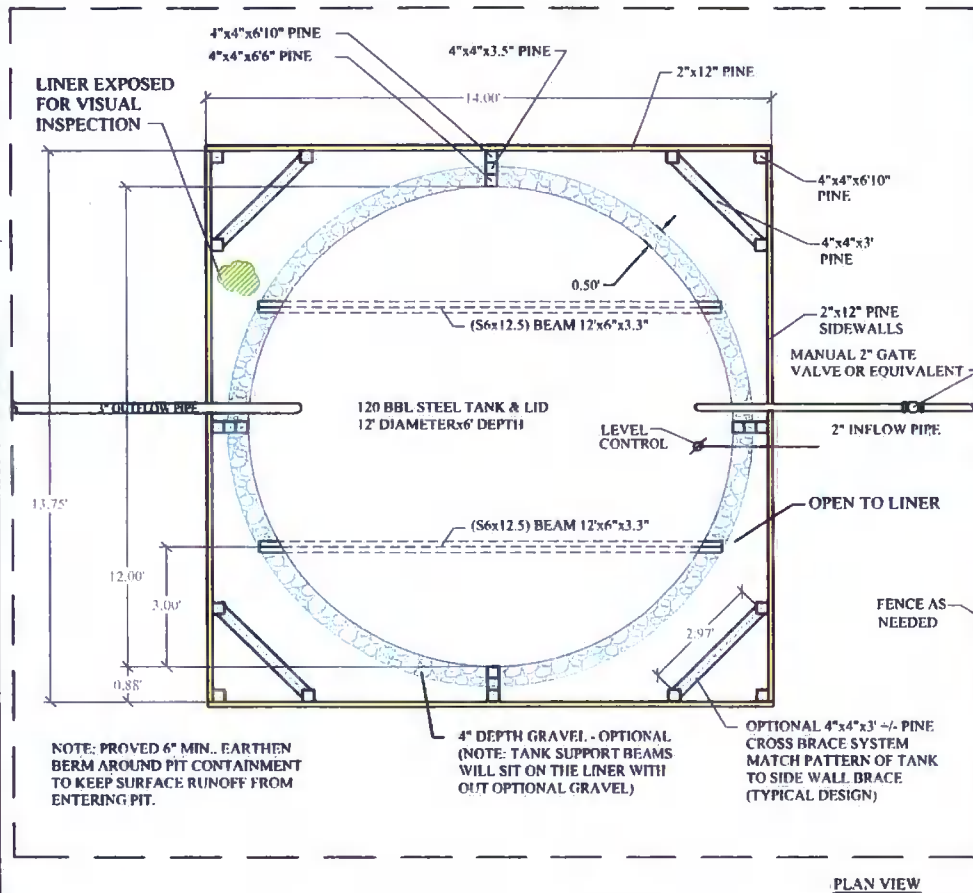 4"x4"x6'10" PINE
4"x4"x6'6" PINE
4"x4"x3.5" PINE
2"x12" PINE
LINER EXPOSED
FOR VISUAL
INSPECTION
14.00'
4"x4"x6'10"
PINE
4"x4"x3'
PINE
0.50'
(S6x12.5) BEAM 12'x6"x3.3"
2"x12" PINE
SIDEWALLS
MANUAL 2" GATE
VALVE OR EQUIVALENT
3" OUTFLOW PIPE
120 BBL STEEL TANK & LID
12' DIAMETERx6' DEPTH
LEVEL
CONTROL
2" INFLOW PIPE
13.75'
OPEN TO LINER
(S6x12.5) BEAM 12'x6"x3.3"
12.00'
3.00'
2.97'
FENCE AS
NEEDED
0.88'
NOTE: PROVED 6" MIN.. EARTHEN
BERM AROUND PIT CONTAINMENT
TO KEEP SURFACE RUNOFF FROM
ENTERING PIT.
4" DEPTH GRAVEL - OPTIONAL
(NOTE: TANK SUPPORT BEAMS
WILL SIT ON THE LINER WITH
OUT OPTIONAL GRAVEL)
OPTIONAL 4"x4"x3' +/- PINE
CROSS BRACE SYSTEM
MATCH PATTERN OF TANK
TO SIDE WALL BRACE
(TYPICAL DESIGN)
PLAN VIEW